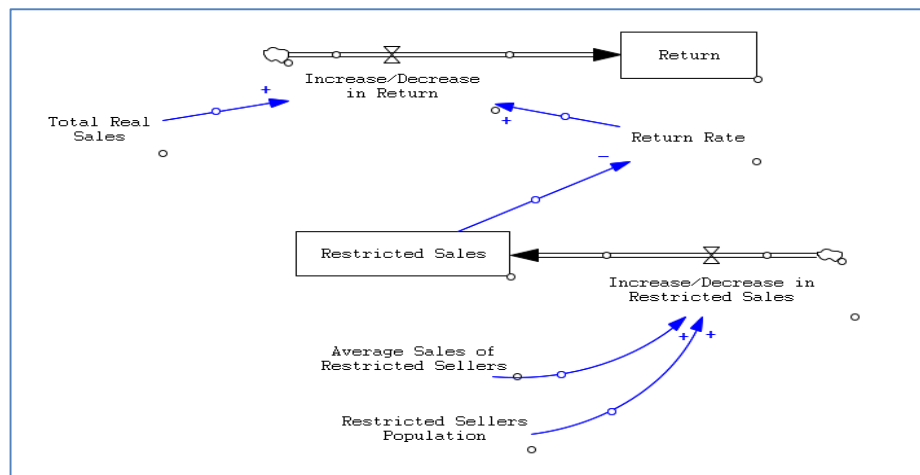 Return
Increase/Decrease
in Return
+
Total Real
Sales
+
Return Rate
−
Restricted Sales
Increase/Decrease in
Restricted Sales
+ +
Average Sales of
Restricted Sellers
Restricted Sellers
Population